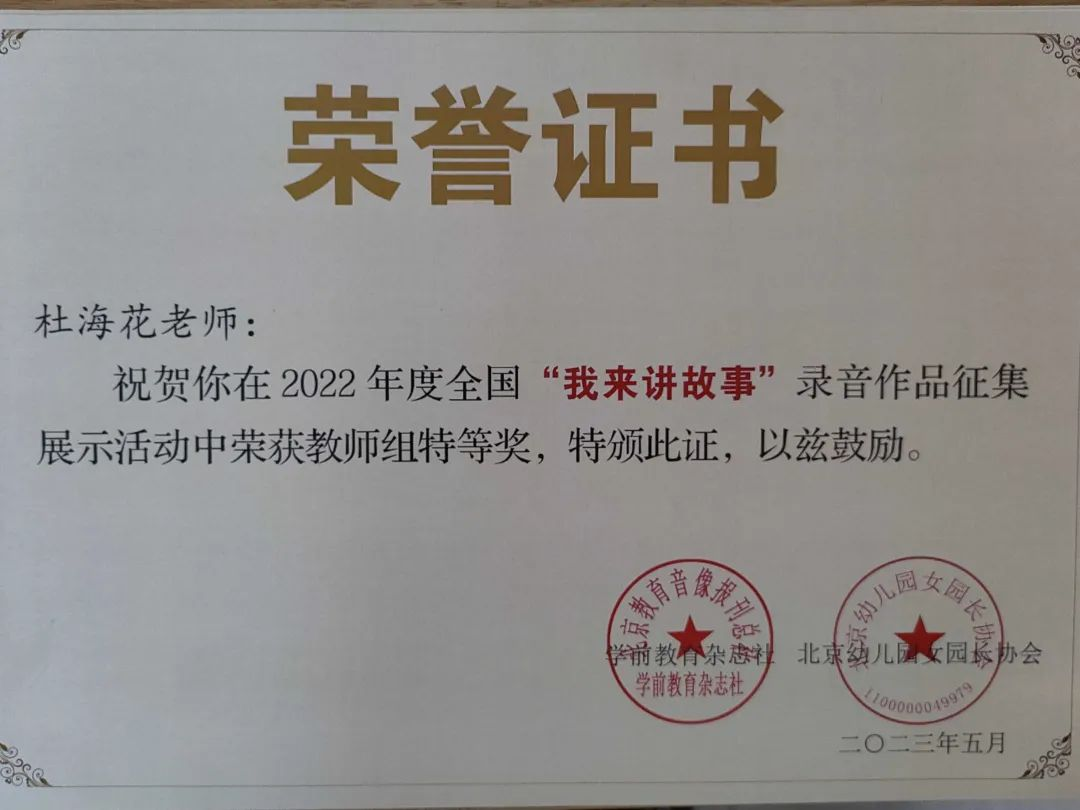 荣誉证书
杜海花老师：
祝贺你在2022年度全国“我来讲故事”录音作品征集
展示活动中荣获教师组特等奖，特颁此证，以兹鼓励。
北京教育音像报刊总社
学前教育杂志社
学前教育杂志社 北京幼儿园女园长协会
北京幼儿园女园长协会
1100000049979
二〇二三年五月